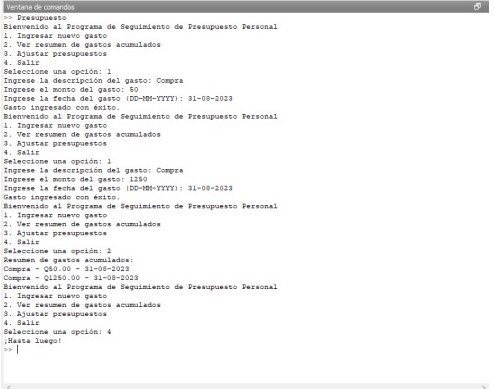 Ventana de comandos
>> Presupuesto
Bienvenido al Programa de Seguimiento de Presupuesto Personal
1. Ingresar nuevo gasto
2. Ver resumen de gastos acumulados
3. Ajustar presupuestos
4. Salir
Seleccione una opción: 1
Ingrese la descripción del gasto: Compra
Ingrese el monto del gasto: 50
Ingrese la fecha del gasto (DD-MM-YYYY): 31-08-2023
Gasto ingresado con éxito.
Bienvenido al Programa de Seguimiento de Presupuesto Personal
1. Ingresar nuevo gasto
2. Ver resumen de gastos acumulados
3. Ajustar presupuestos
4. Salir
Seleccione una opción: 1
Ingrese la descripción del gasto: Compra
Ingrese el monto del gasto: 1250
Ingrese la fecha del gasto (DD-MM-YYYY): 31-08-2023
Gasto ingresado con éxito.
Bienvenido al Programa de Seguimiento de Presupuesto Personal
1. Ingresar nuevo gasto
2. Ver resumen de gastos acumulados
3. Ajustar presupuestos
4. Salir
Seleccione una opción: 2
Resumen de gastos acumulados:
Compra - Q50.00 - 31-08-2023
Compra - Q1250.00 - 31-08-2023
Bienvenido al Programa de Seguimiento de Presupuesto Personal
1. Ingresar nuevo gasto
2. Ver resumen de gastos acumulados
3. Ajustar presupuestos
4. Salir
Seleccione una opción: 4
¡Hasta luego!
>>